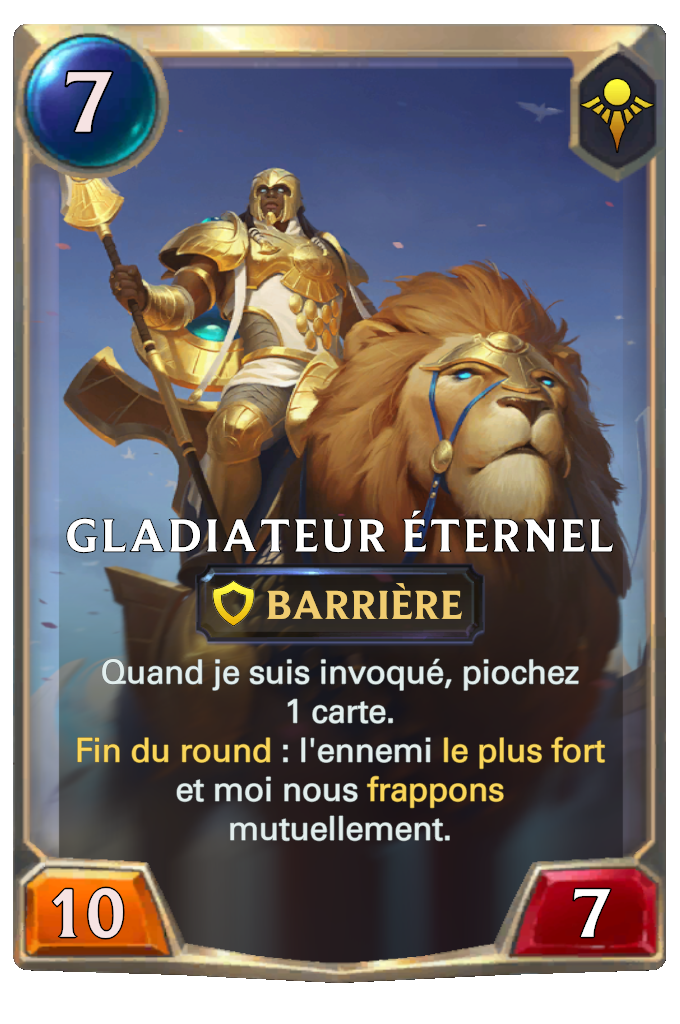 7
GLADIATEUR ÉTERNEL
BARRIÈRE
Quand je suis invoqué, piochez
1 carte.
Fin du round : l'ennemi le plus fort
et moi nous frappons
mutuellement.
10
7